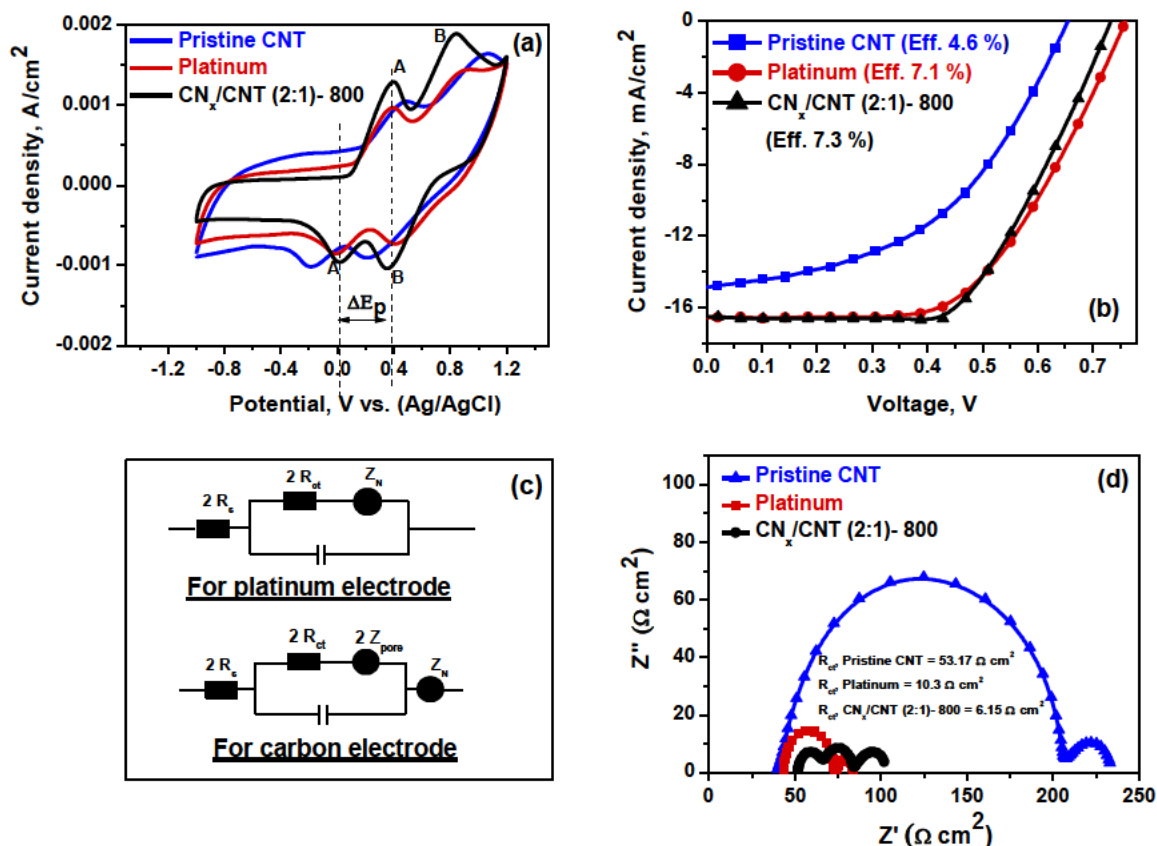 (a)
Pristine CNT
Platinum
CNₓ/CNT (2:1)- 800
B
A
A
B
ΔEₚ
0.002
0.001
0.000
-0.001
-0.002
Current density, A/cm²
-1.2 -0.8 -0.4 0.0 0.4 0.8 1.2
Potential, V vs. (Ag/AgCl)
(b)
Pristine CNT (Eff. 4.6 %)
Platinum (Eff. 7.1 %)
CNₓ/CNT (2:1)- 800
(Eff. 7.3 %)
0
-4
-8
-12
-16
Current density, mA/cm²
0.0 0.1 0.2 0.3 0.4 0.5 0.6 0.7
Voltage, V
(c)
2 Rₛ
2 R꜀ₜ
Z_N
For platinum electrode
2 Rₛ
2 R꜀ₜ
2 Zₚₒᵣₑ
Z_N
For carbon electrode
(d)
Pristine CNT
Platinum
CNₓ/CNT (2:1)- 800
R꜀ₜ, Pristine CNT = 53.17 Ω cm²
R꜀ₜ, Platinum = 10.3 Ω cm²
R꜀ₜ, CNₓ/CNT (2:1)- 800 = 6.15 Ω cm²
100
80
60
40
20
0
Z'' (Ω cm²)
0 50 100 150 200 250
Z' (Ω cm²)